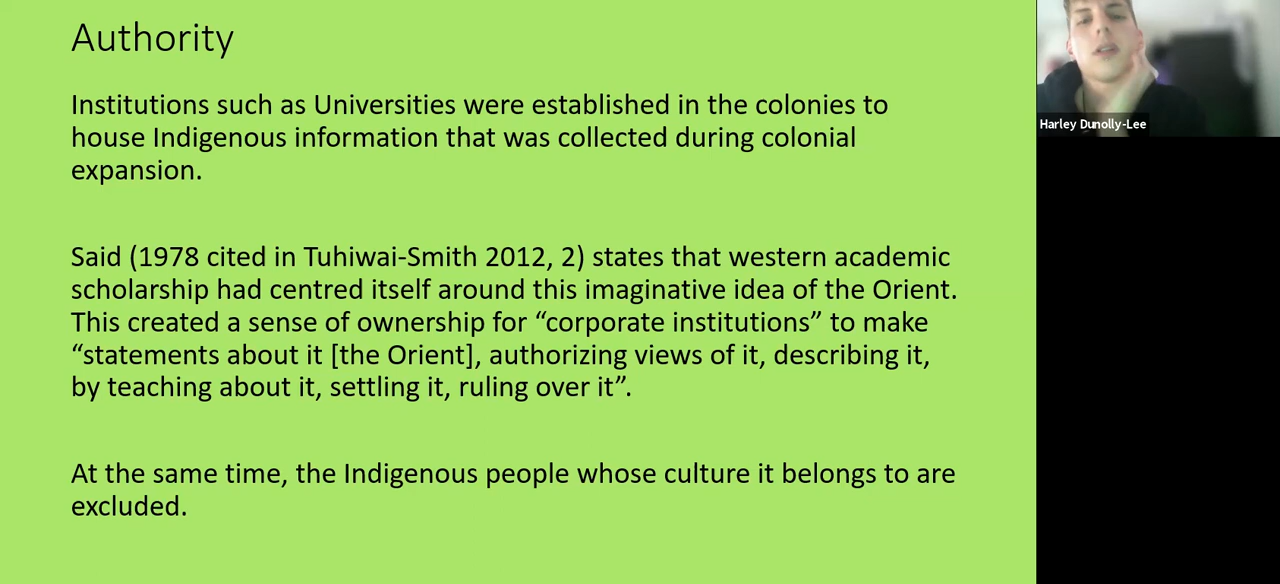 Authority
Institutions such as Universities were established in the colonies to
house Indigenous information that was collected during colonial
expansion.
Said (1978 cited in Tuhiwai-Smith 2012, 2) states that western academic
scholarship had centred itself around this imaginative idea of the Orient.
This created a sense of ownership for “corporate institutions” to make
“statements about it [the Orient], authorizing views of it, describing it,
by teaching about it, settling it, ruling over it”.
At the same time, the Indigenous people whose culture it belongs to are
excluded.
Harley Dunolly-Lee